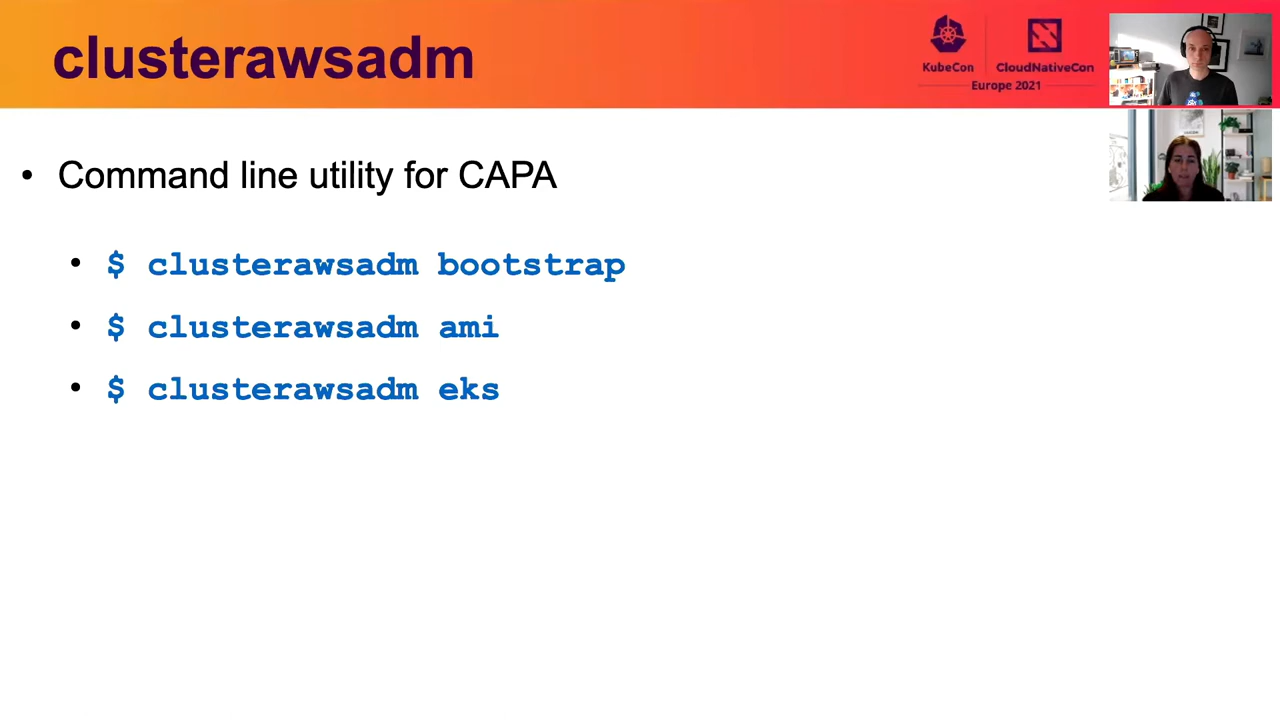 clusterawsadm
KubeCon
CloudNativeCon
Europe 2021
• Command line utility for CAPA
• $ clusterawsadm bootstrap
• $ clusterawsadm ami
• $ clusterawsadm eks